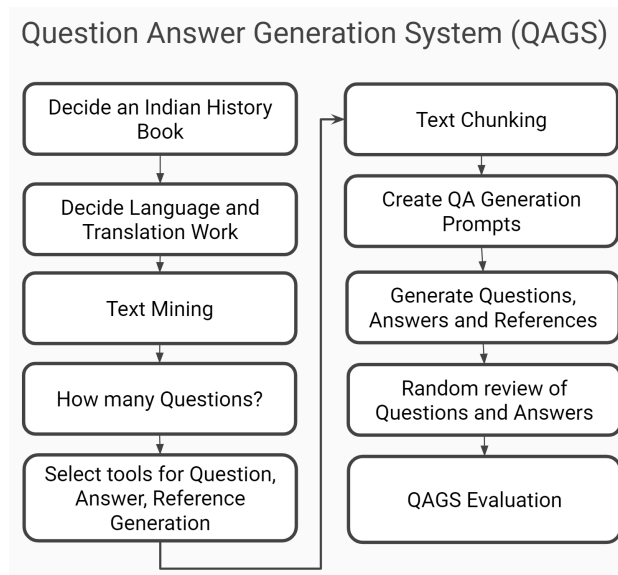 Question Answer Generation System (QAGS)
Decide an Indian History
Book
Decide Language and
Translation Work
Text Mining
How many Questions?
Select tools for Question,
Answer, Reference
Generation
Text Chunking
Create QA Generation
Prompts
Generate Questions,
Answers and References
Random review of
Questions and Answers
QAGS Evaluation